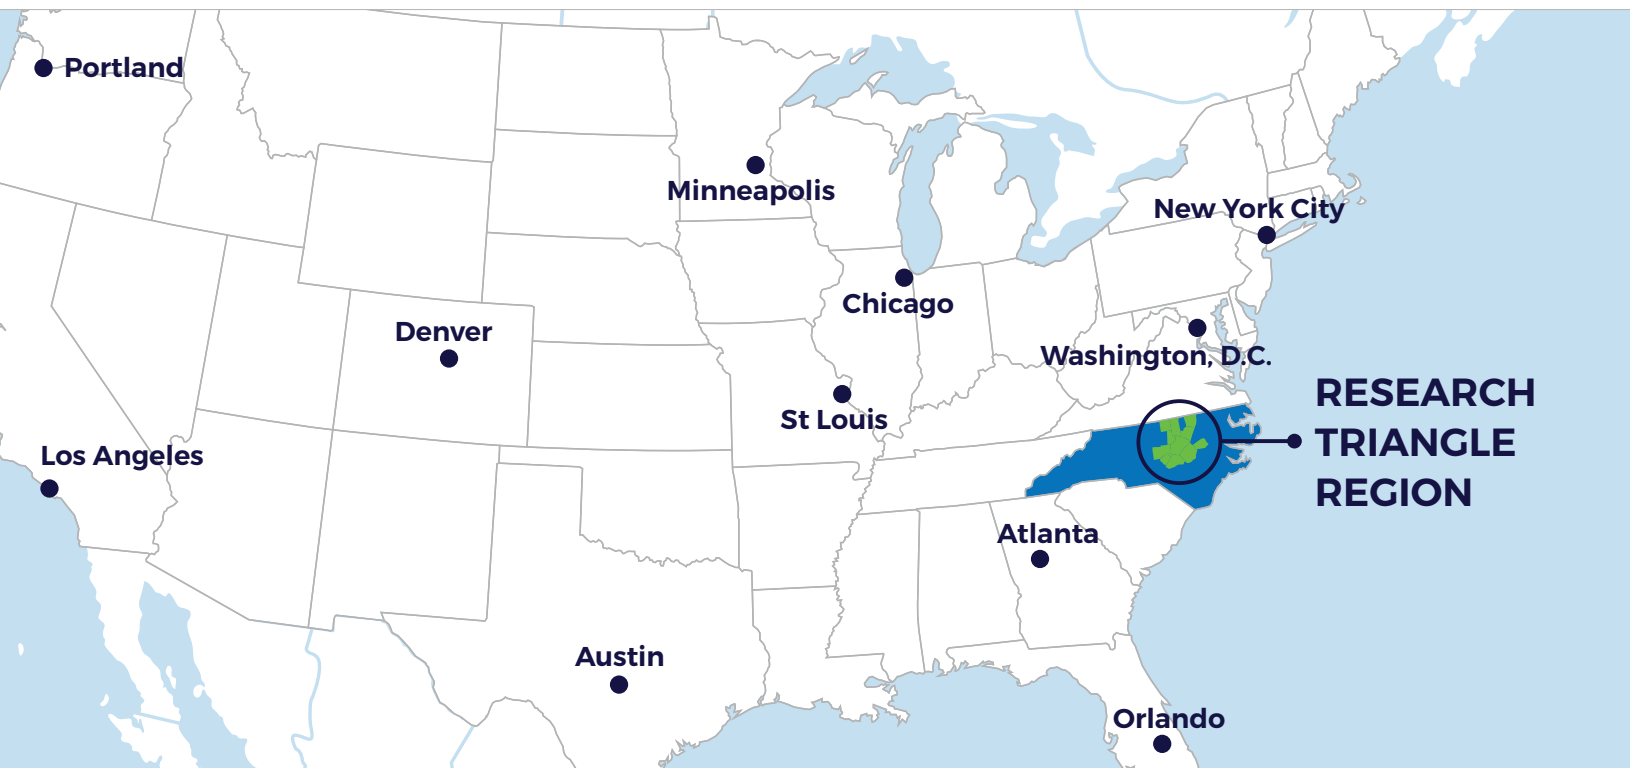 Portland
Minneapolis
New York City
Chicago
Denver
Washington, D.C.
RESEARCH
TRIANGLE
REGION
St Louis
Los Angeles
Atlanta
Austin
Orlando